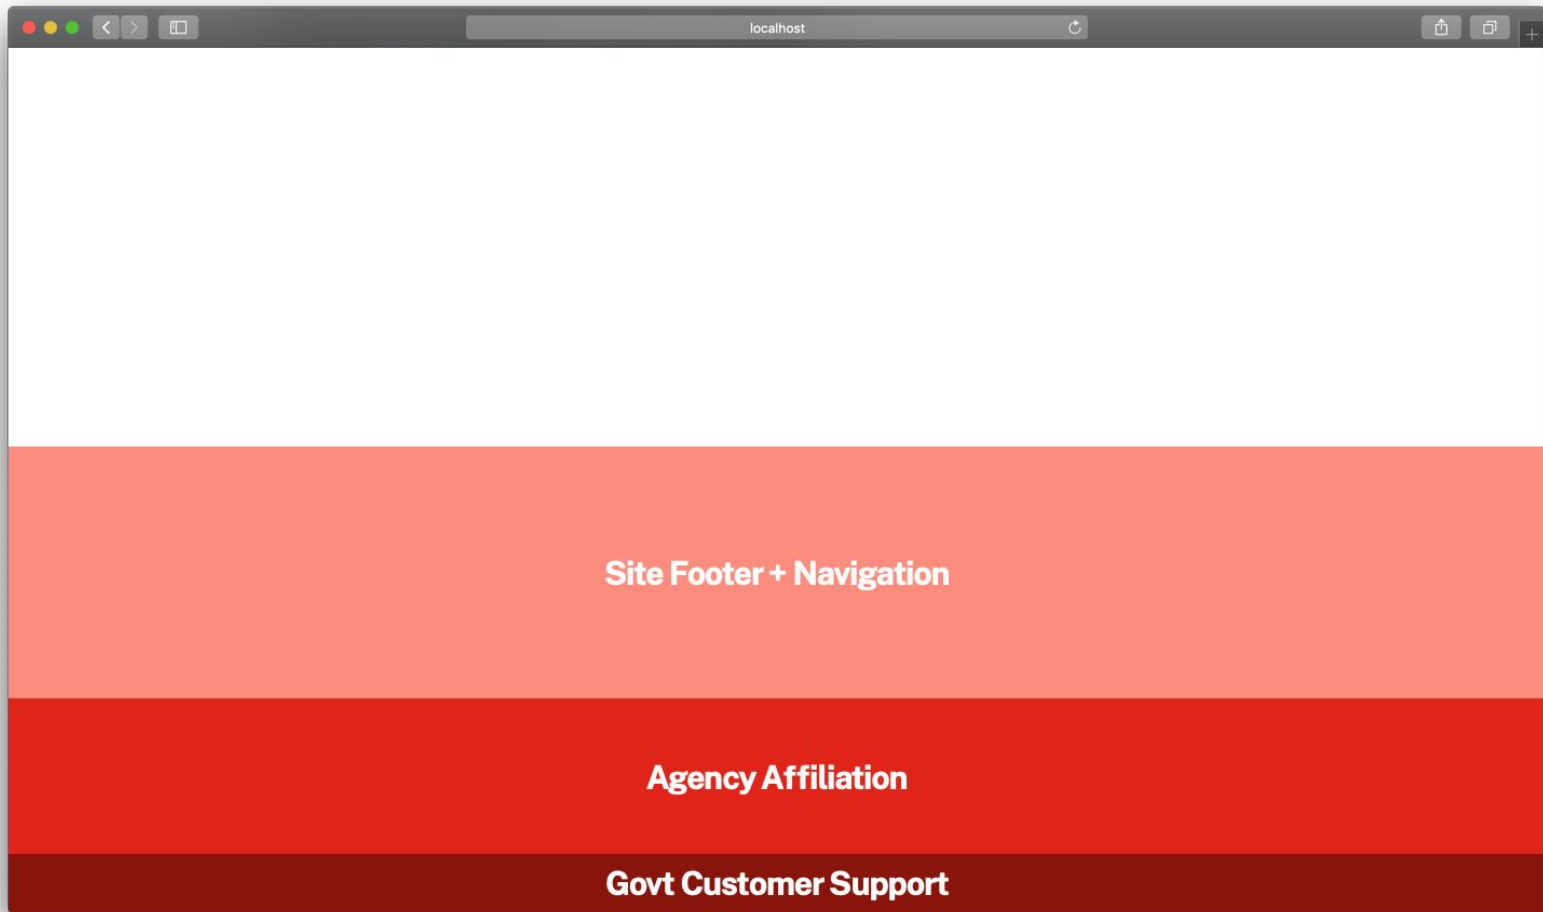 localhost
Site Footer + Navigation
Agency Affiliation
Govt Customer Support